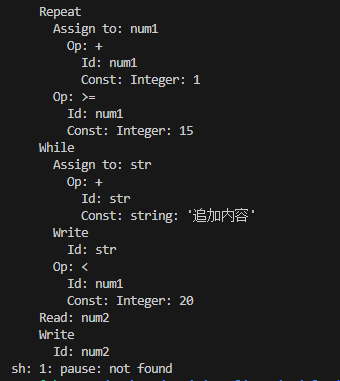 Repeat
Assign to: num1
Op: +
Id: num1
Const: Integer: 1
Op: >=
Id: num1
Const: Integer: 15
While
Assign to: str
Op: +
Id: str
Const: string: '追加内容'
Write
Id: str
Op: <
Id: num1
Const: Integer: 20
Read: num2
Write
Id: num2
sh: 1: pause: not found